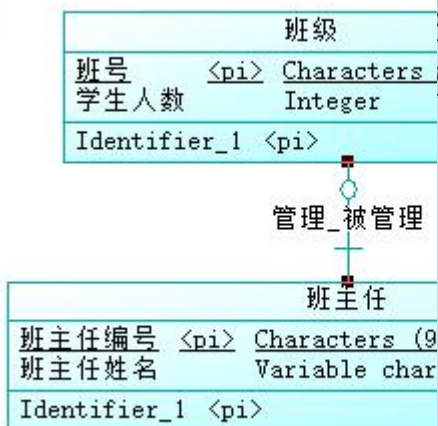 班级
班号 <pi> Characters
学生人数 Integer
Identifier_1 <pi>
管理_被管理
班主任
班主任编号 <pi> Characters (9
班主任姓名 Variable char
Identifier_1 <pi>